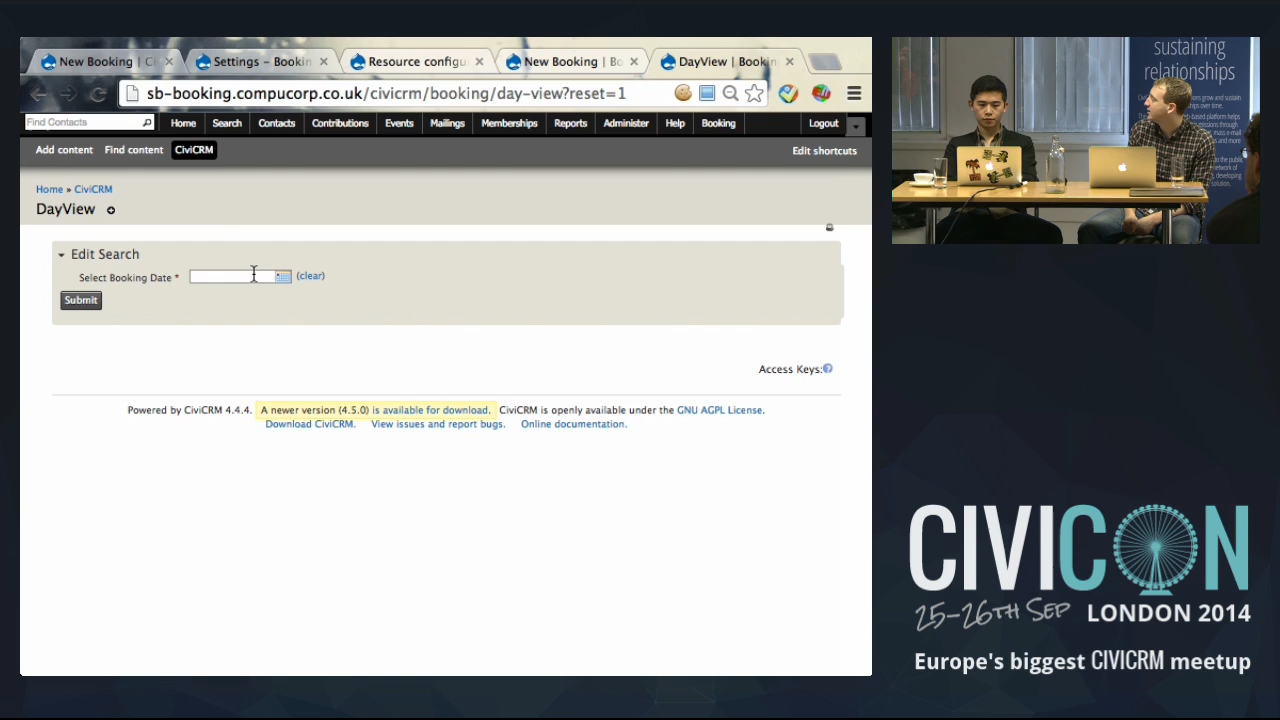 New Booking | Ci
Settings - Bookin
Resource configu
New Booking | Bo
DayView | Bookin
sb-booking.compucorp.co.uk/civicrm/booking/day-view?reset=1
Find Contacts
Home Search Contacts Contributions Events Mailings Memberships Reports Administer Help Booking Logout
Add content Find content CiviCRM Edit shortcuts
Home » CiviCRM
DayView
Edit Search
Select Booking Date * (clear)
Submit
Access Keys:
Powered by CiviCRM 4.4.4. A newer version (4.5.0) is available for download. CiviCRM is openly available under the GNU AGPL License.
Download CiviCRM. View issues and report bugs. Online documentation.
sustaining
relationships
CIVICON
25-26TH SEP LONDON 2014
Europe's biggest CIVICRM meetup